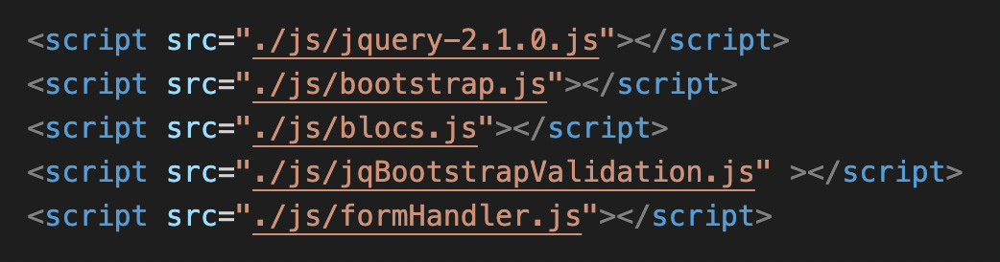 <script src="./js/jquery-2.1.0.js"></script>
<script src="./js/bootstrap.js"></script>
<script src="./js/blocs.js"></script>
<script src="./js/jqBootstrapValidation.js" ></script>
<script src="./js/formHandler.js"></script>